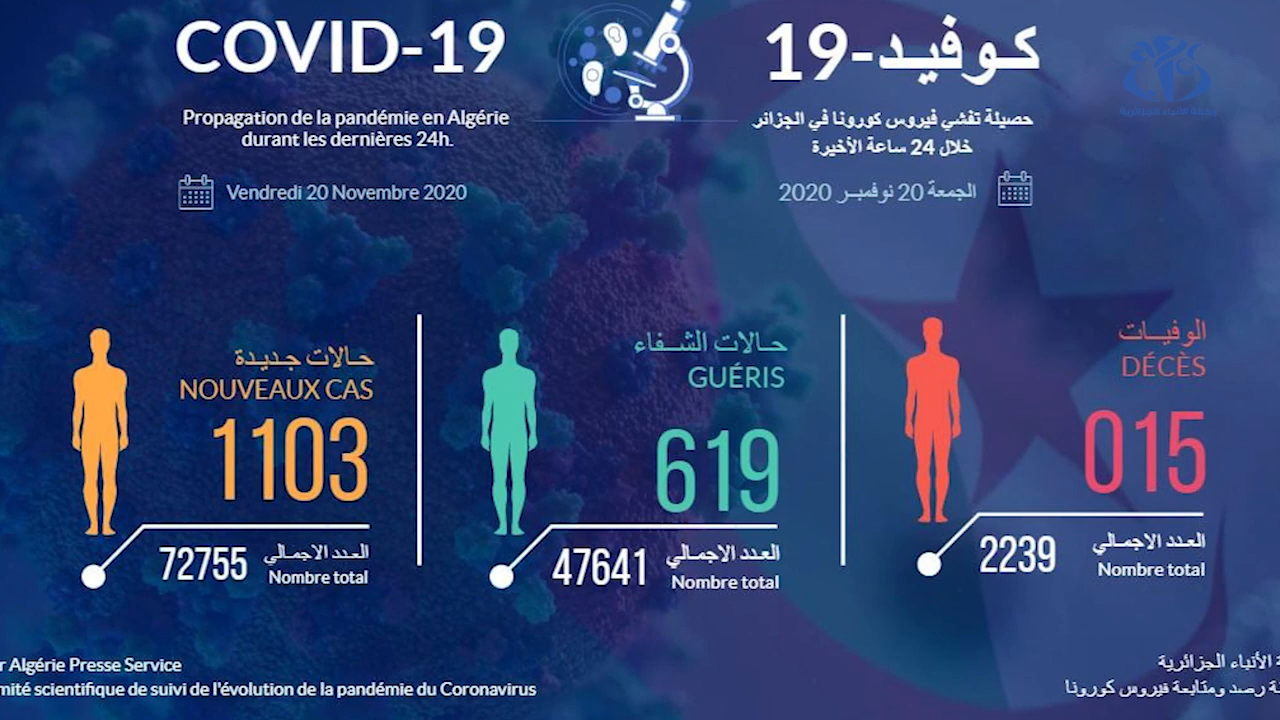 COVID-19
Propagation de la pandémie en Algérie
durant les dernières 24h.
Vendredi 20 Novembre 2020
كوفيد-19
حصيلة تفشي فيروس كورونا في الجزائر
خلال 24 ساعة الأخيرة
الجمعة 20 نوفمبر 2020
حالات جديدة
NOUVEAUX CAS
1103
72755
العدد الاجمالي
Nombre total
حالات الشفاء
GUÉRIS
619
47641
العدد الاجمالي
Nombre total
الوفيات
DÉCÈS
015
2239
العدد الاجمالي
Nombre total
r Algérie Presse Service
mité scientifique de suivi de l'évolution de la pandémie du Coronavirus
ة الأنباء الجزائرية
ة رصد ومتابعة فيروس كورونا